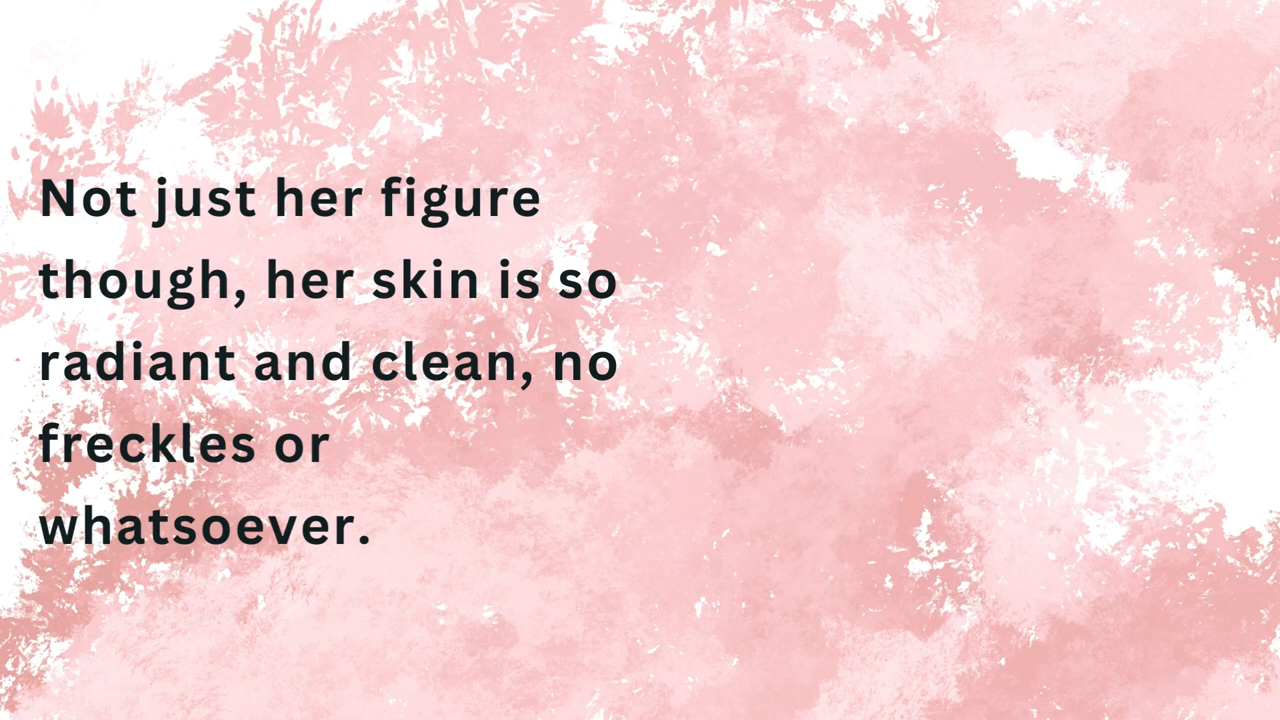 Not just her figure
though, her skin is so
radiant and clean, no
freckles or
whatsoever.